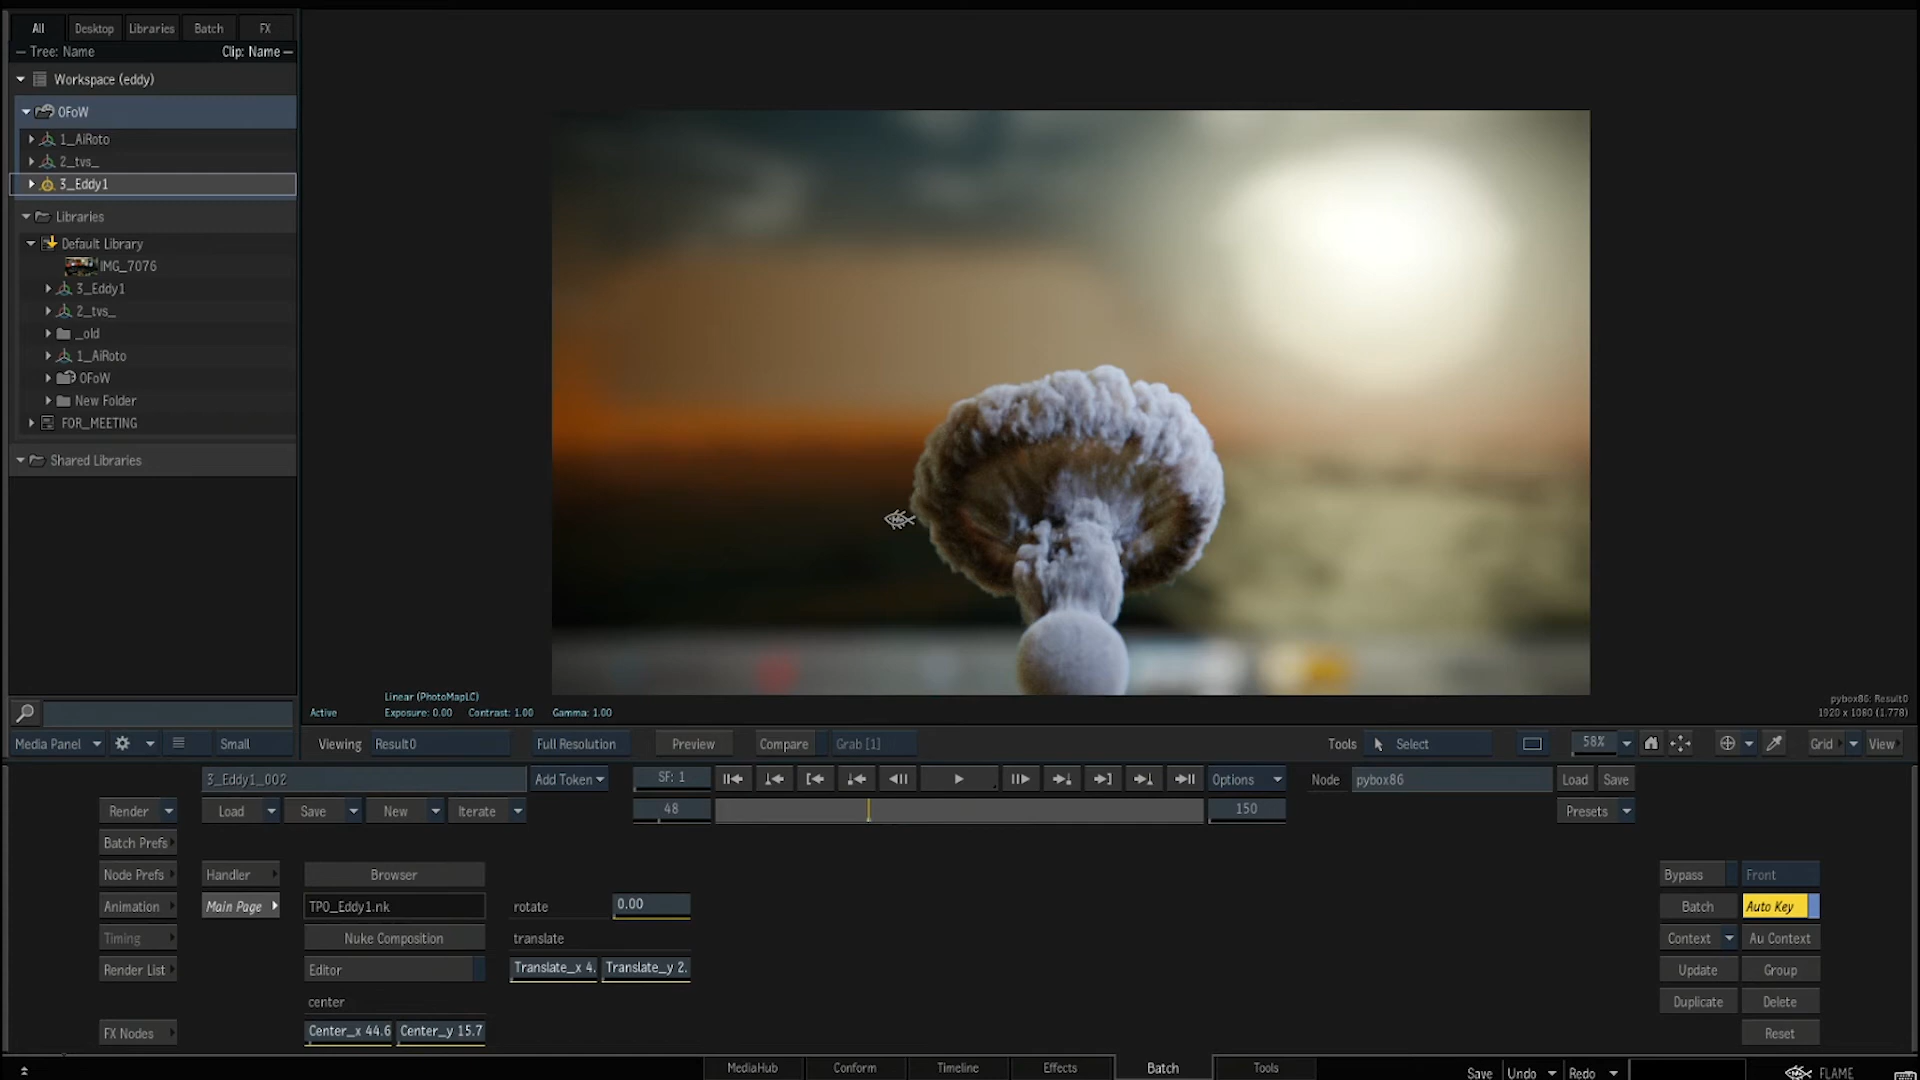 All Desktop Libraries Batch FX
Tree: Name Clip: Name
Workspace (eddy)
OFoW
1_AiRoto
2_tvs_
3_Eddy1
Libraries
Default Library
IMG_7076
3_Eddy1
2_tvs_
_old
1_AiRoto
OFoW
New Folder
FOR_MEETING
Shared Libraries
Linear (PhotoMapLC)
Active Exposure: 0.00 Contrast: 1.00 Gamma: 1.00
pybox86: Result0
1920 x 1080 (1.778)
Media Panel Small Viewing Result0 Full Resolution Preview Compare Grab [1] Tools Select 58% Grid View
3_Eddy1_002 Add Token SF: 1 Options Node pybox86 Load Save
Render Load Save New Iterate 48 150 Presets
Batch Prefs
Node Prefs Handler Browser Bypass Front
Animation Main Page TPO_Eddy1.nk rotate 0.00 Batch Auto Key
Timing Nuke Composition translate Context Au Context
Render List Editor Translate_x 4. Translate_y 2. Update Group
center Duplicate Delete
FX Nodes Center_x 44.6 Center_y 15.7 Reset
MediaHub Conform Timeline Effects Batch Tools Save Undo Redo FLAME